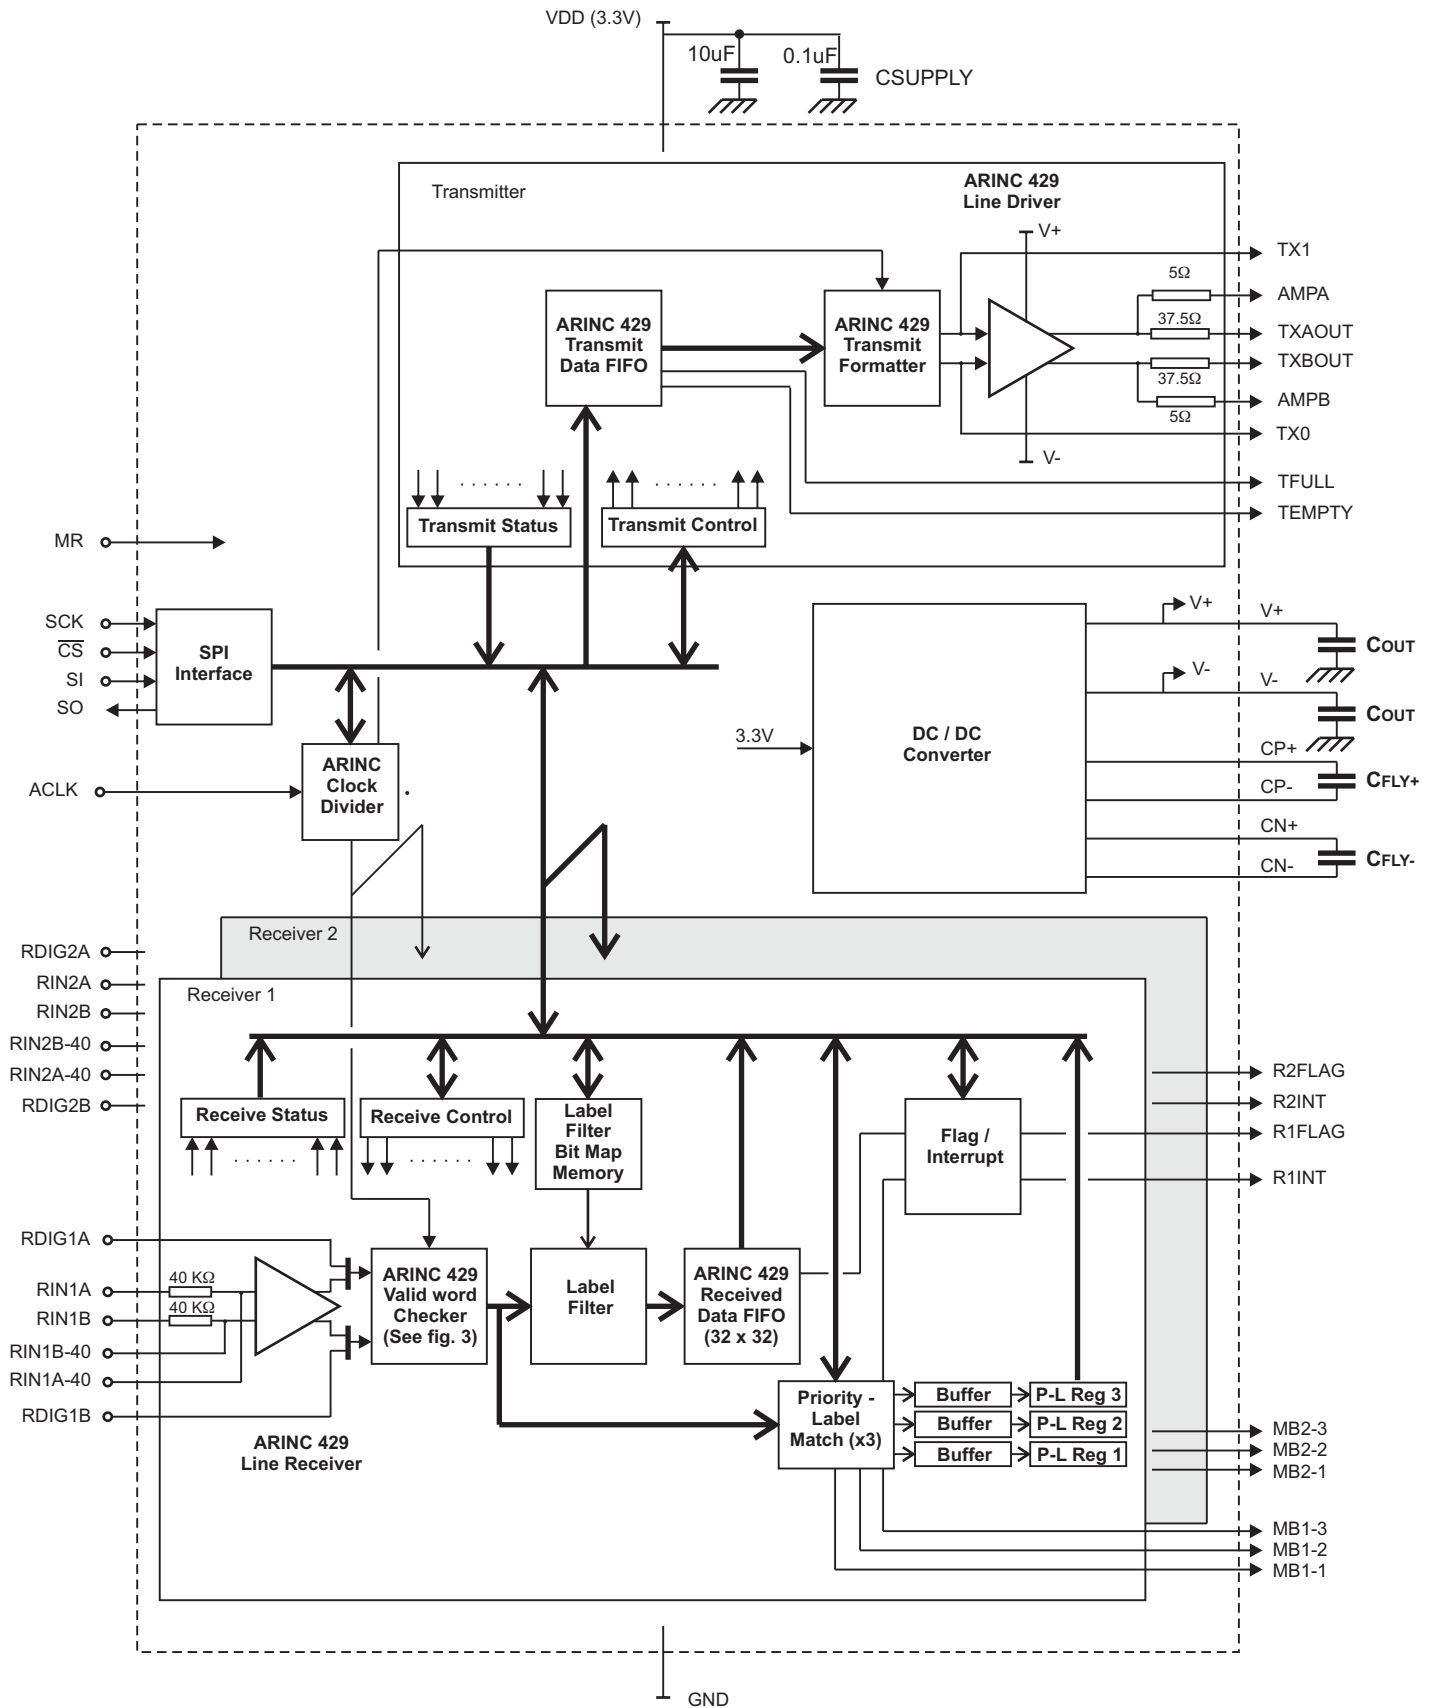 VDD (3.3V)
10uF
0.1uF
CSUPPLY
Transmitter
ARINC 429
Line Driver
V+
TX1
5Ω
AMPA
ARINC 429
Transmit
Data FIFO
ARINC 429
Transmit
Formatter
37.5Ω
TXAOUT
TXBOUT
37.5Ω
AMPB
5Ω
TX0
V-
TFULL
TEMPTY
. . . . . . .
. . . . . . .
Transmit Status
Transmit Control
MR
SCK
CS
SI
SO
SPI
Interface
V+
V+
COUT
V-
V-
COUT
3.3V
DC / DC
Converter
CP+
CP-
CFLY+
CN+
CN-
CFLY-
ACLK
ARINC
Clock
Divider
.
Receiver 2
Receiver 1
RDIG2A
RIN2A
RIN2B
RIN2B-40
RIN2A-40
RDIG2B
Receive Status
. . . . . . .
Receive Control
. . . . . . .
Label
Filter
Bit Map
Memory
Flag /
Interrupt
R2FLAG
R2INT
R1FLAG
R1INT
RDIG1A
RIN1A
40 KΩ
RIN1B
40 KΩ
RIN1B-40
RIN1A-40
RDIG1B
ARINC 429
Line Receiver
ARINC 429
Valid word
Checker
(See fig. 3)
Label
Filter
ARINC 429
Received
Data FIFO
(32 x 32)
Priority -
Label
Match (x3)
Buffer
P-L Reg 3
Buffer
P-L Reg 2
Buffer
P-L Reg 1
MB2-3
MB2-2
MB2-1
MB1-3
MB1-2
MB1-1
GND